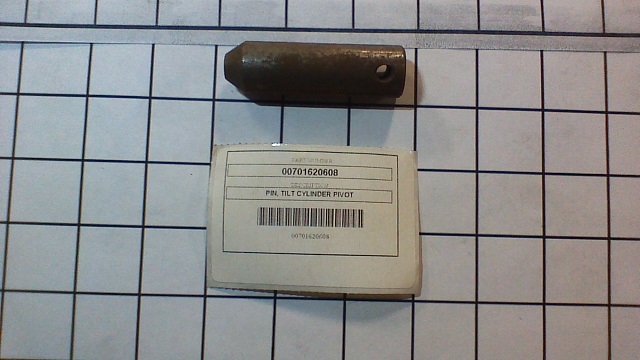 PART NUMBER
00701620608
DESCRIPTION
PIN, TILT CYLINDER PIVOT
00701620608